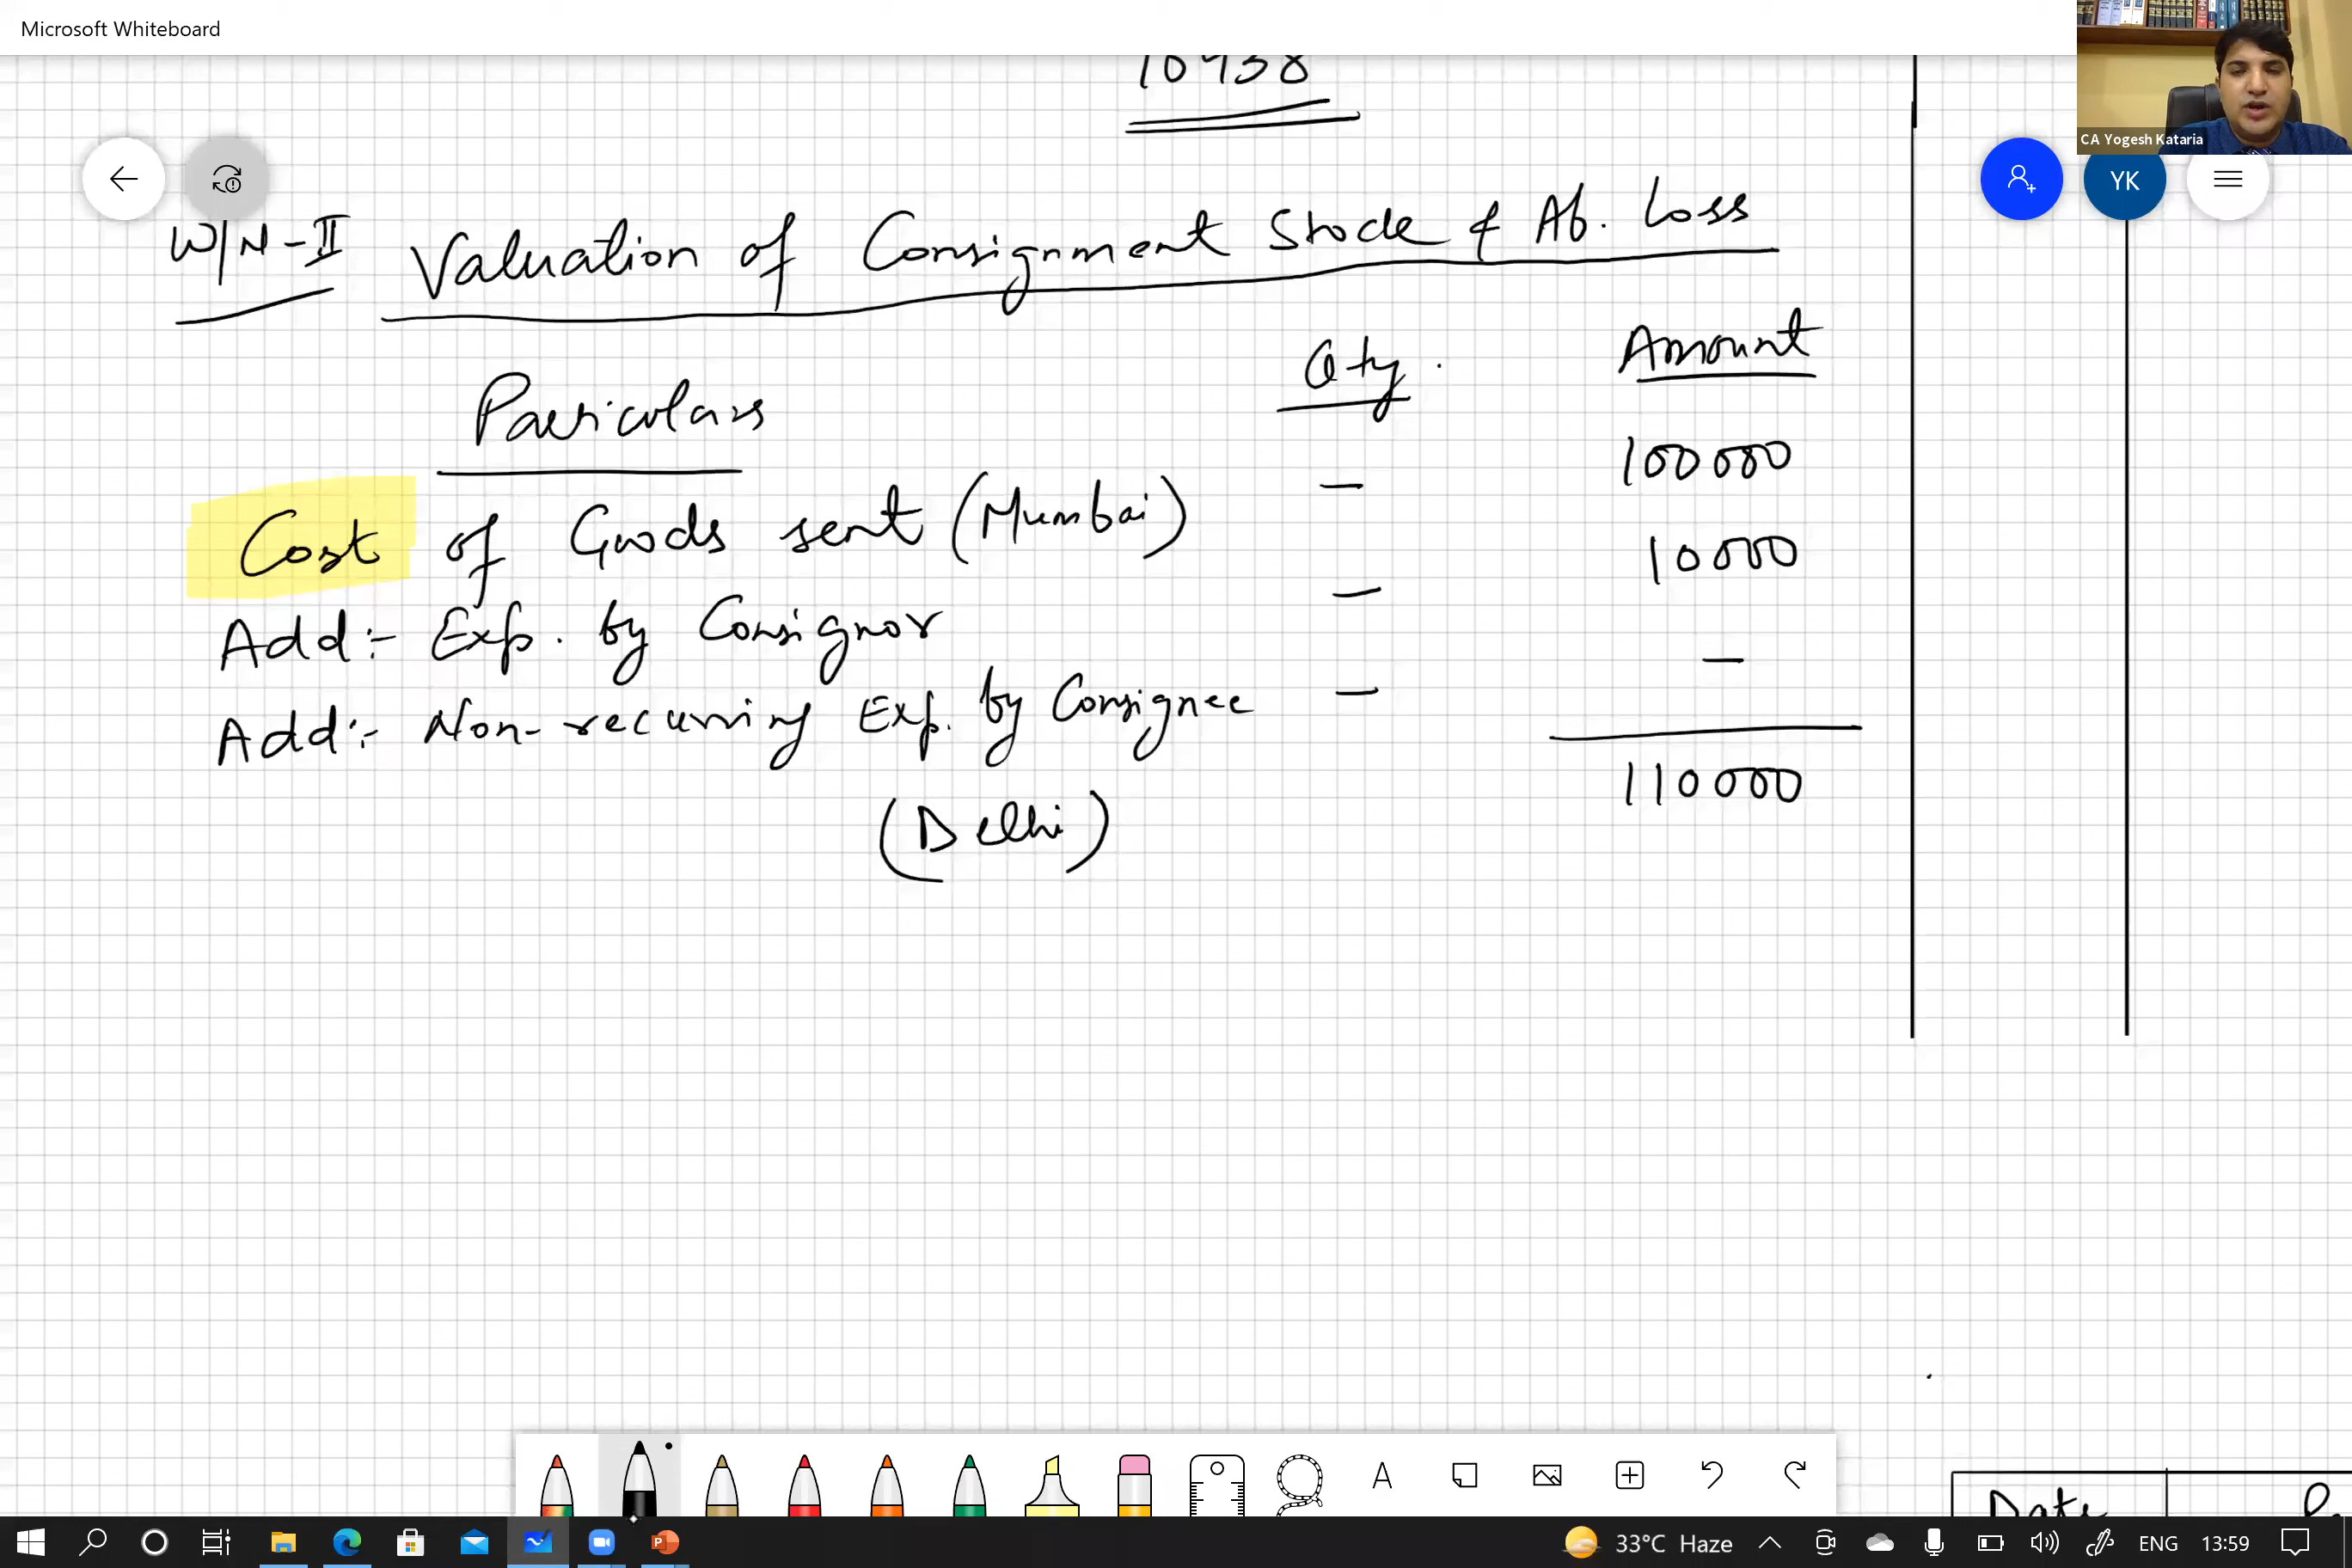 Microsoft Whiteboard
CA Yogesh Kataria
YK
W/N-II Valuation of Consignment Stock & Ab. Loss
Particulars Qty. Amount
Cost of Goods sent (Mumbai) - 100000
Add:- Exp. by Consignor - 10000
Add:- Non-recurring Exp. by Consignee - -
(Delhi) 110000
Date
A
33°C Haze
ENG
13:59